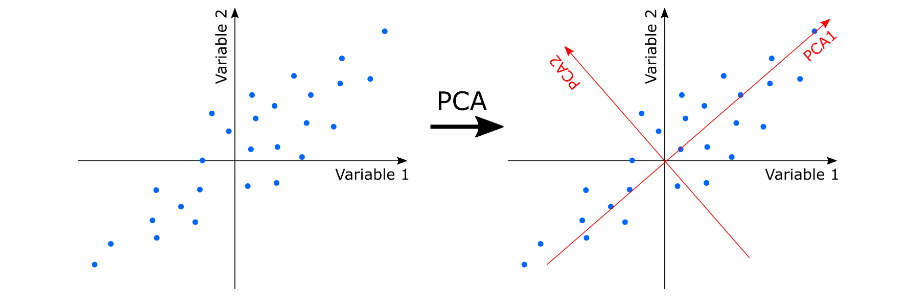 Variable 2
Variable 1
PCA
Variable 2
PCA2
PCA1
Variable 1